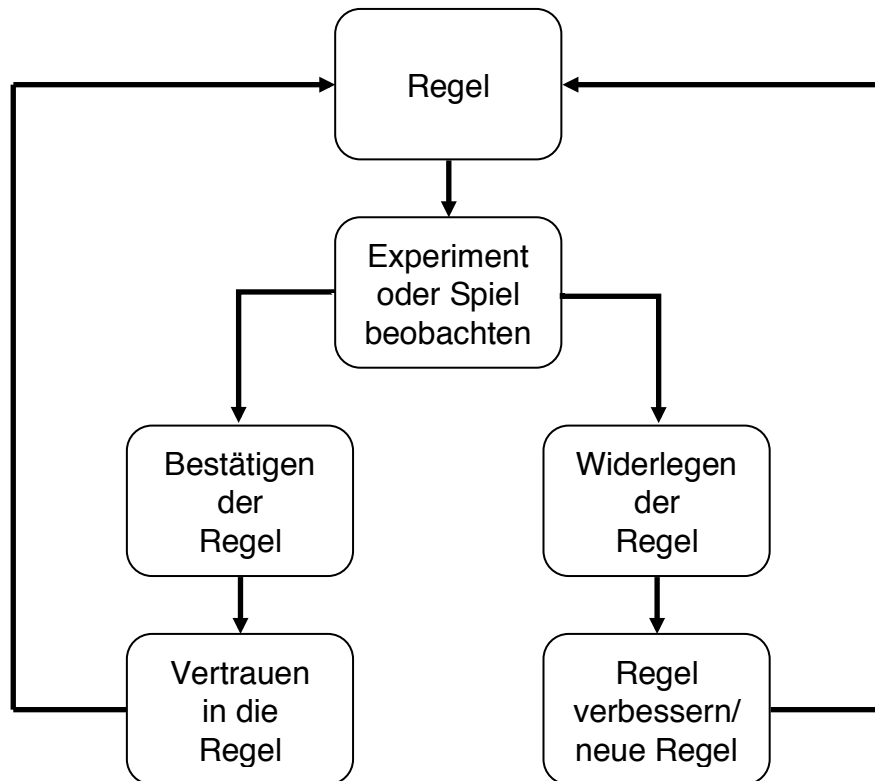 Regel
Experiment
oder Spiel
beobachten
Bestätigen
der
Regel
Widerlegen
der
Regel
Vertrauen
in die
Regel
Regel
verbessern/
neue Regel